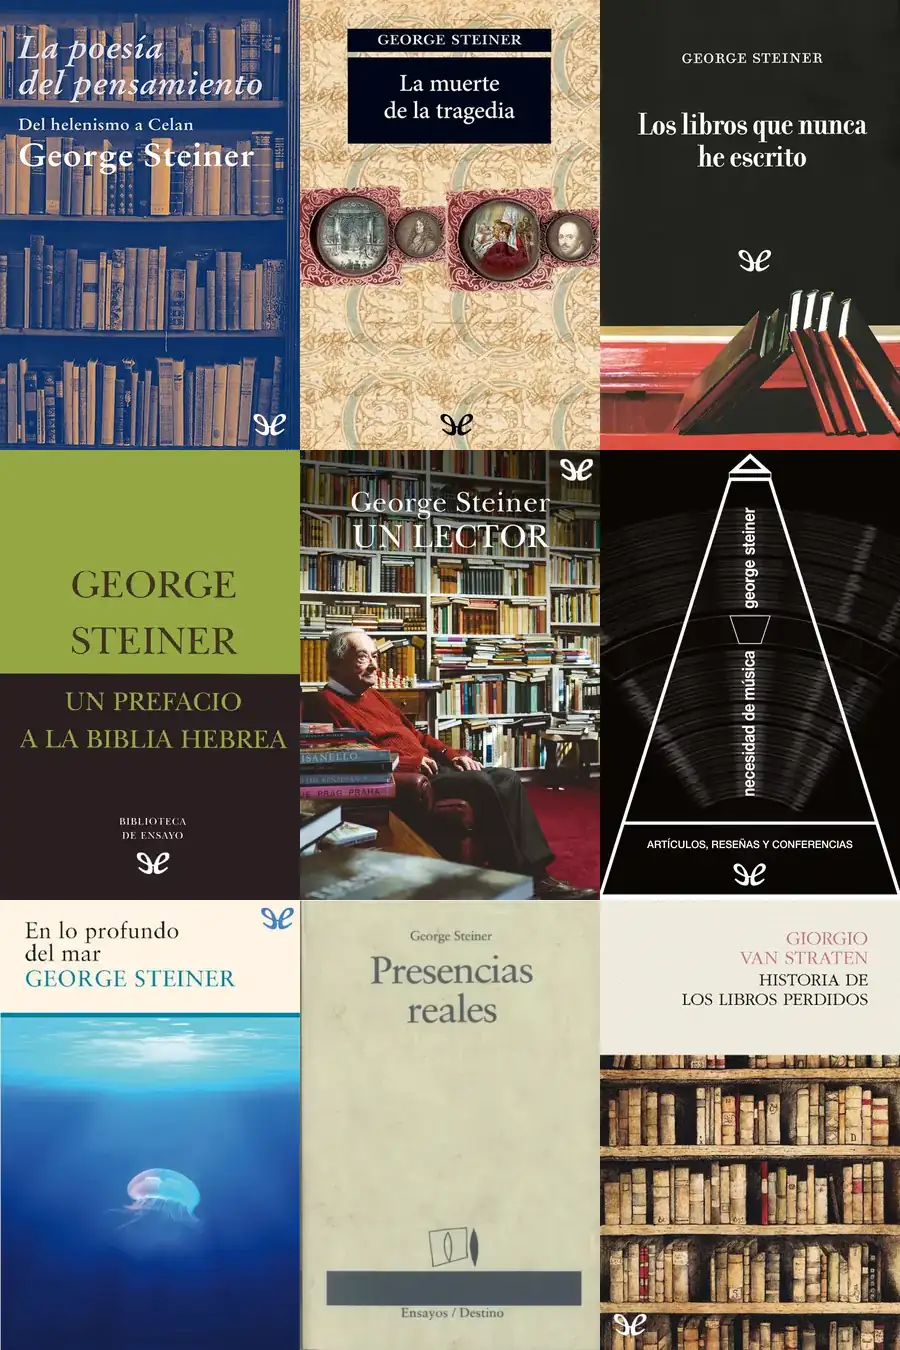 La poesía
del pensamiento
Del helenismo a Celan
George Steiner
GEORGE STEINER
La muerte
de la tragedia
GEORGE STEINER
Los libros que nunca
he escrito
GEORGE
STEINER
UN PREFACIO
A LA BIBLIA HEBREA
BIBLIOTECA
DE ENSAYO
George Steiner
UN LECTOR
PRAG PRAHA
george steiner
necesidad de música
ARTÍCULOS, RESEÑAS Y CONFERENCIAS
En lo profundo
del mar
GEORGE STEINER
George Steiner
Presencias
reales
Ensayos / Destino
GIORGIO
VAN STRATEN
HISTORIA DE
LOS LIBROS PERDIDOS